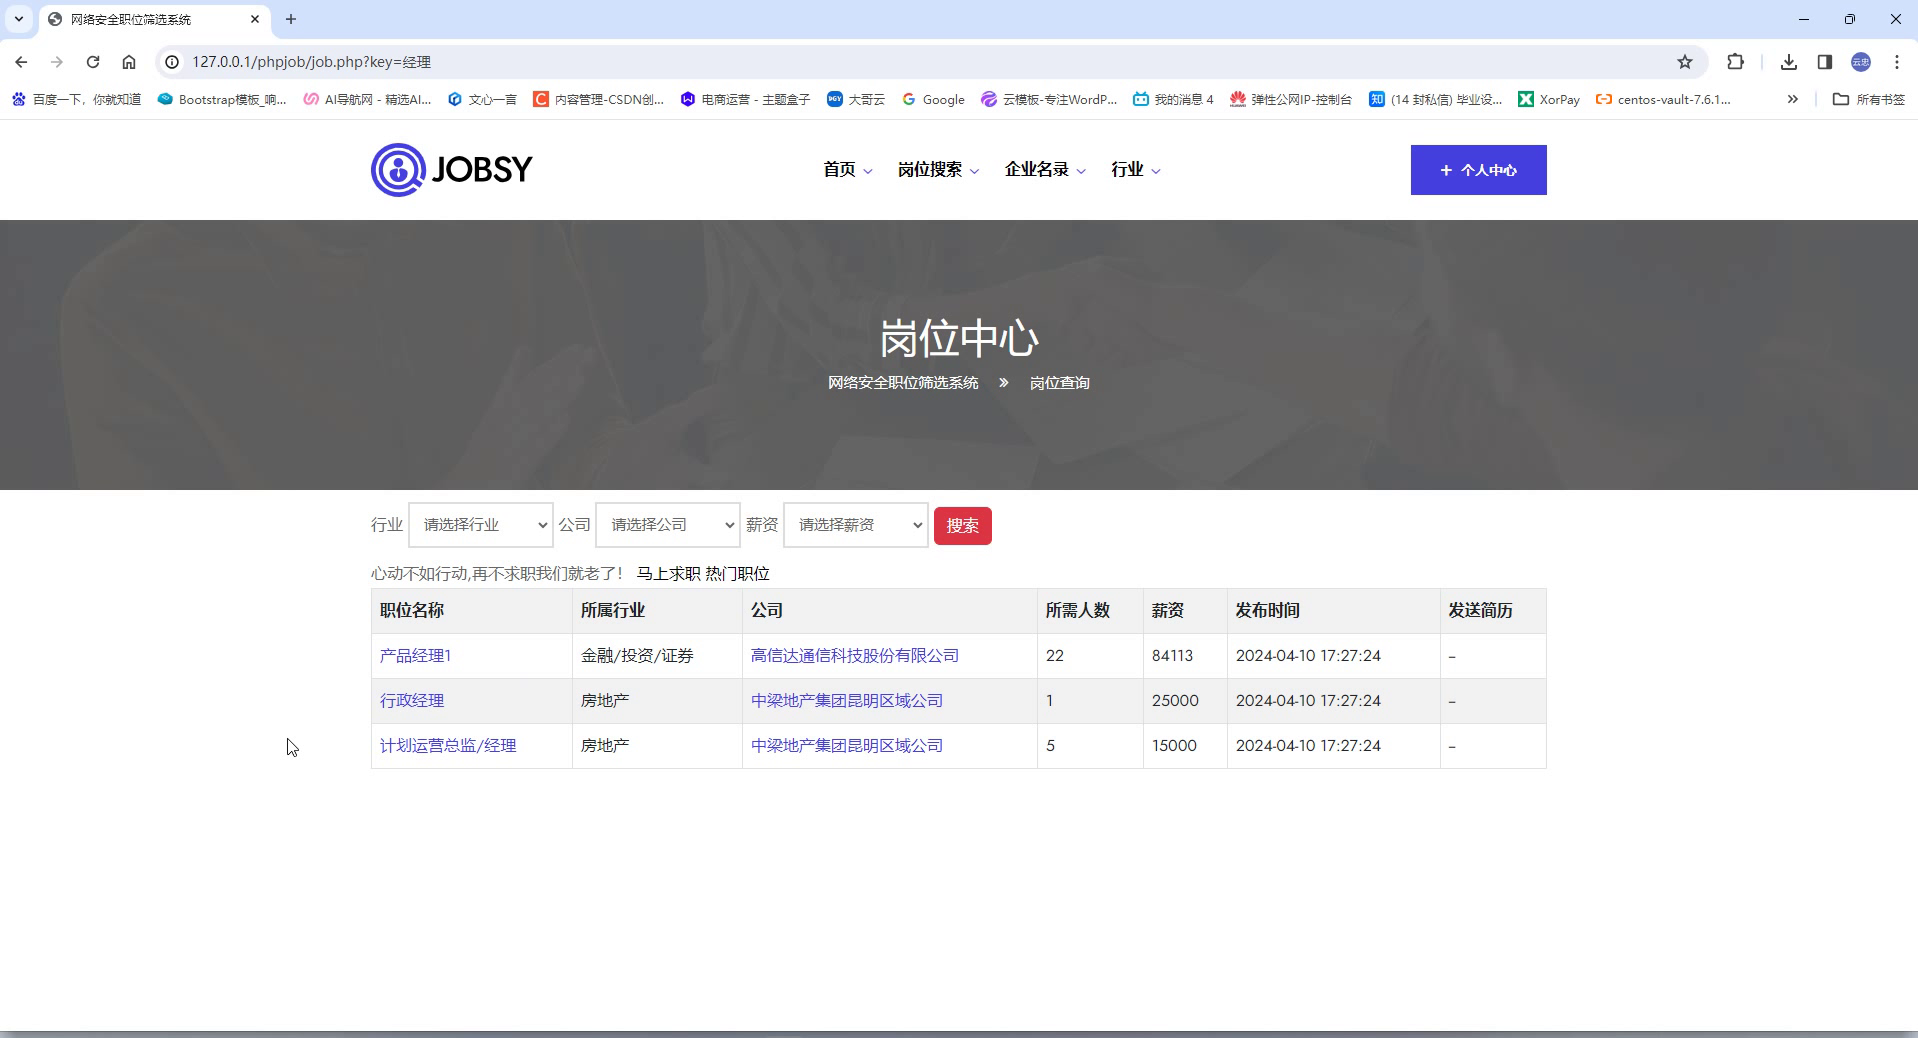 网络安全职位筛选系统
127.0.0.1/phpjob/job.php?key=经理
云忠
百度一下，你就知道 Bootstrap模板_响... AI导航网 - 精选AI... 文心一言 内容管理-CSDN创... 电商运营 - 主题盒子 大哥云 Google 云模板-专注WordP... 我的消息 4 弹性公网IP-控制台 (14 封私信) 毕业设... XorPay centos-vault-7.6.1... » 所有书签
JOBSY 首页 岗位搜索 企业名录 行业 + 个人中心
岗位中心
网络安全职位筛选系统 » 岗位查询
行业 请选择行业 公司 请选择公司 薪资 请选择薪资 搜索
心动不如行动,再不求职我们就老了！ 马上求职 热门职位
职位名称 所属行业 公司 所需人数 薪资 发布时间 发送简历
产品经理1 金融/投资/证券 高信达通信科技股份有限公司 22 84113 2024-04-10 17:27:24 -
行政经理 房地产 中梁地产集团昆明区域公司 1 25000 2024-04-10 17:27:24 -
计划运营总监/经理 房地产 中梁地产集团昆明区域公司 5 15000 2024-04-10 17:27:24 -